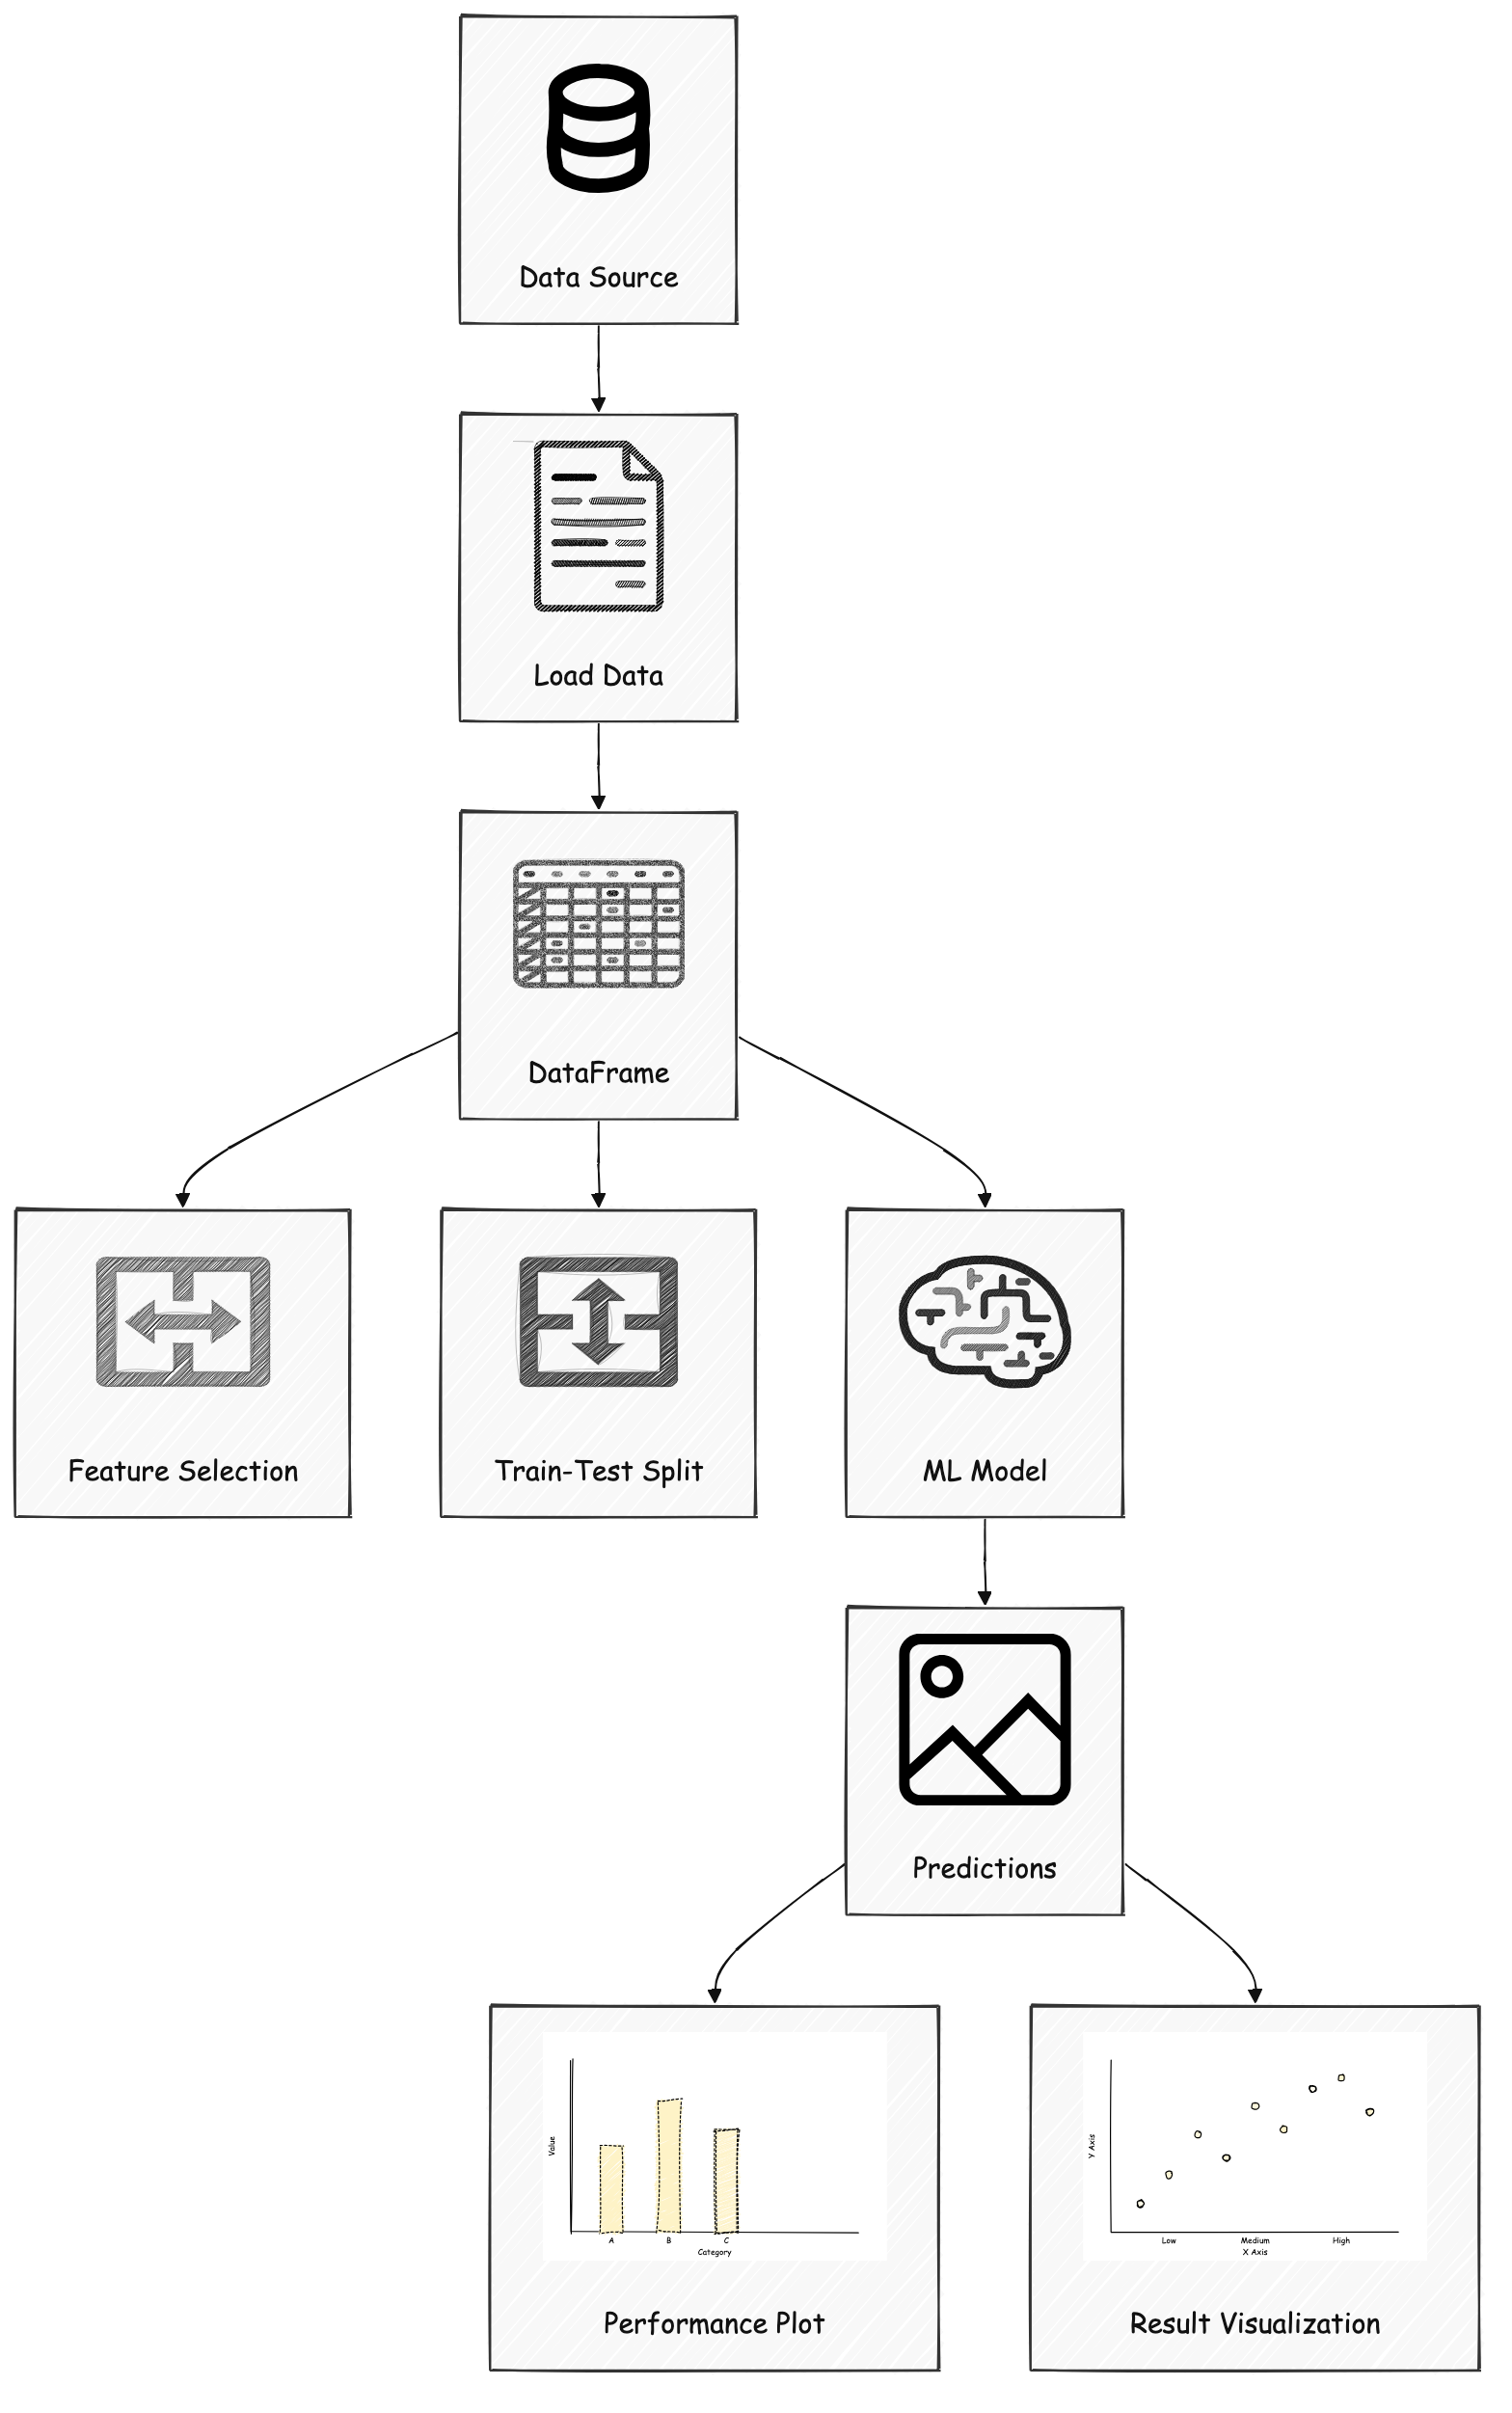 Data Source
Load Data
DataFrame
Feature Selection
Train-Test Split
ML Model
Predictions
Value
A B C
Category
Performance Plot
Y Axis
Low Medium High
X Axis
Result Visualization